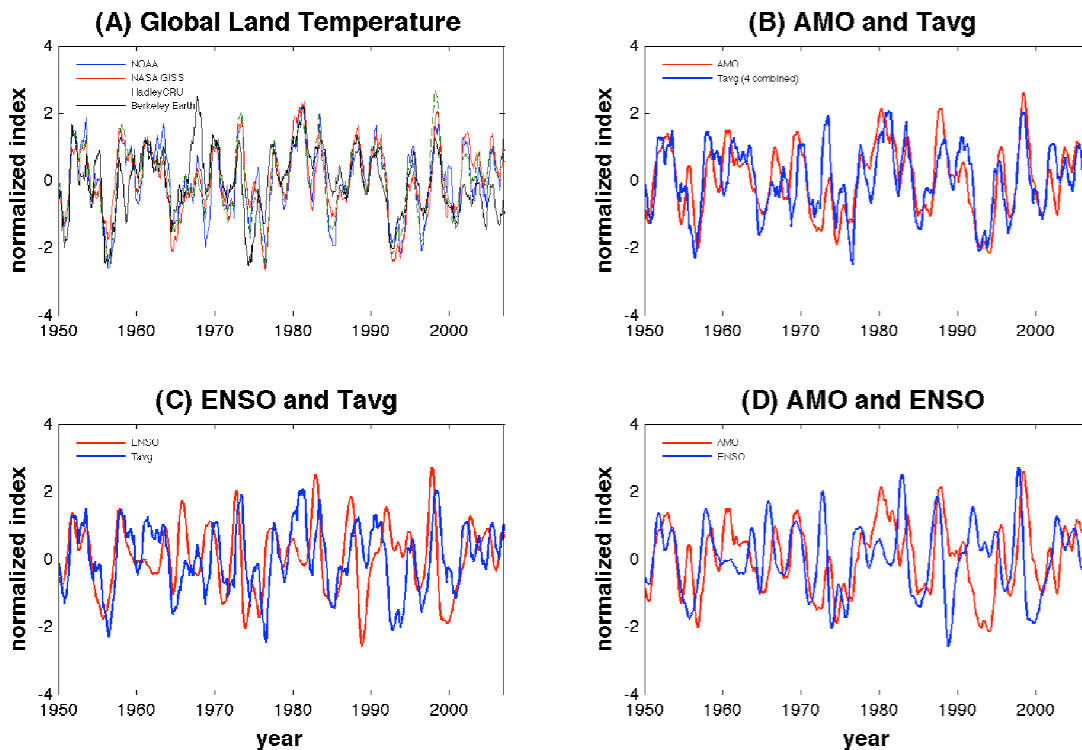 (A) Global Land Temperature
NOAA
NASA GISS
HadleyCRU
Berkeley Earth
normalized index
4
2
0
-2
-4
1950 1960 1970 1980 1990 2000
(B) AMO and Tavg
AMO
Tavg (4 combined)
normalized index
4
2
0
-2
-4
1950 1960 1970 1980 1990 2000
(C) ENSO and Tavg
ENSO
Tavg
normalized index
4
2
0
-2
-4
1950 1960 1970 1980 1990 2000
year
(D) AMO and ENSO
AMO
ENSO
normalized index
4
2
0
-2
-4
1950 1960 1970 1980 1990 2000
year